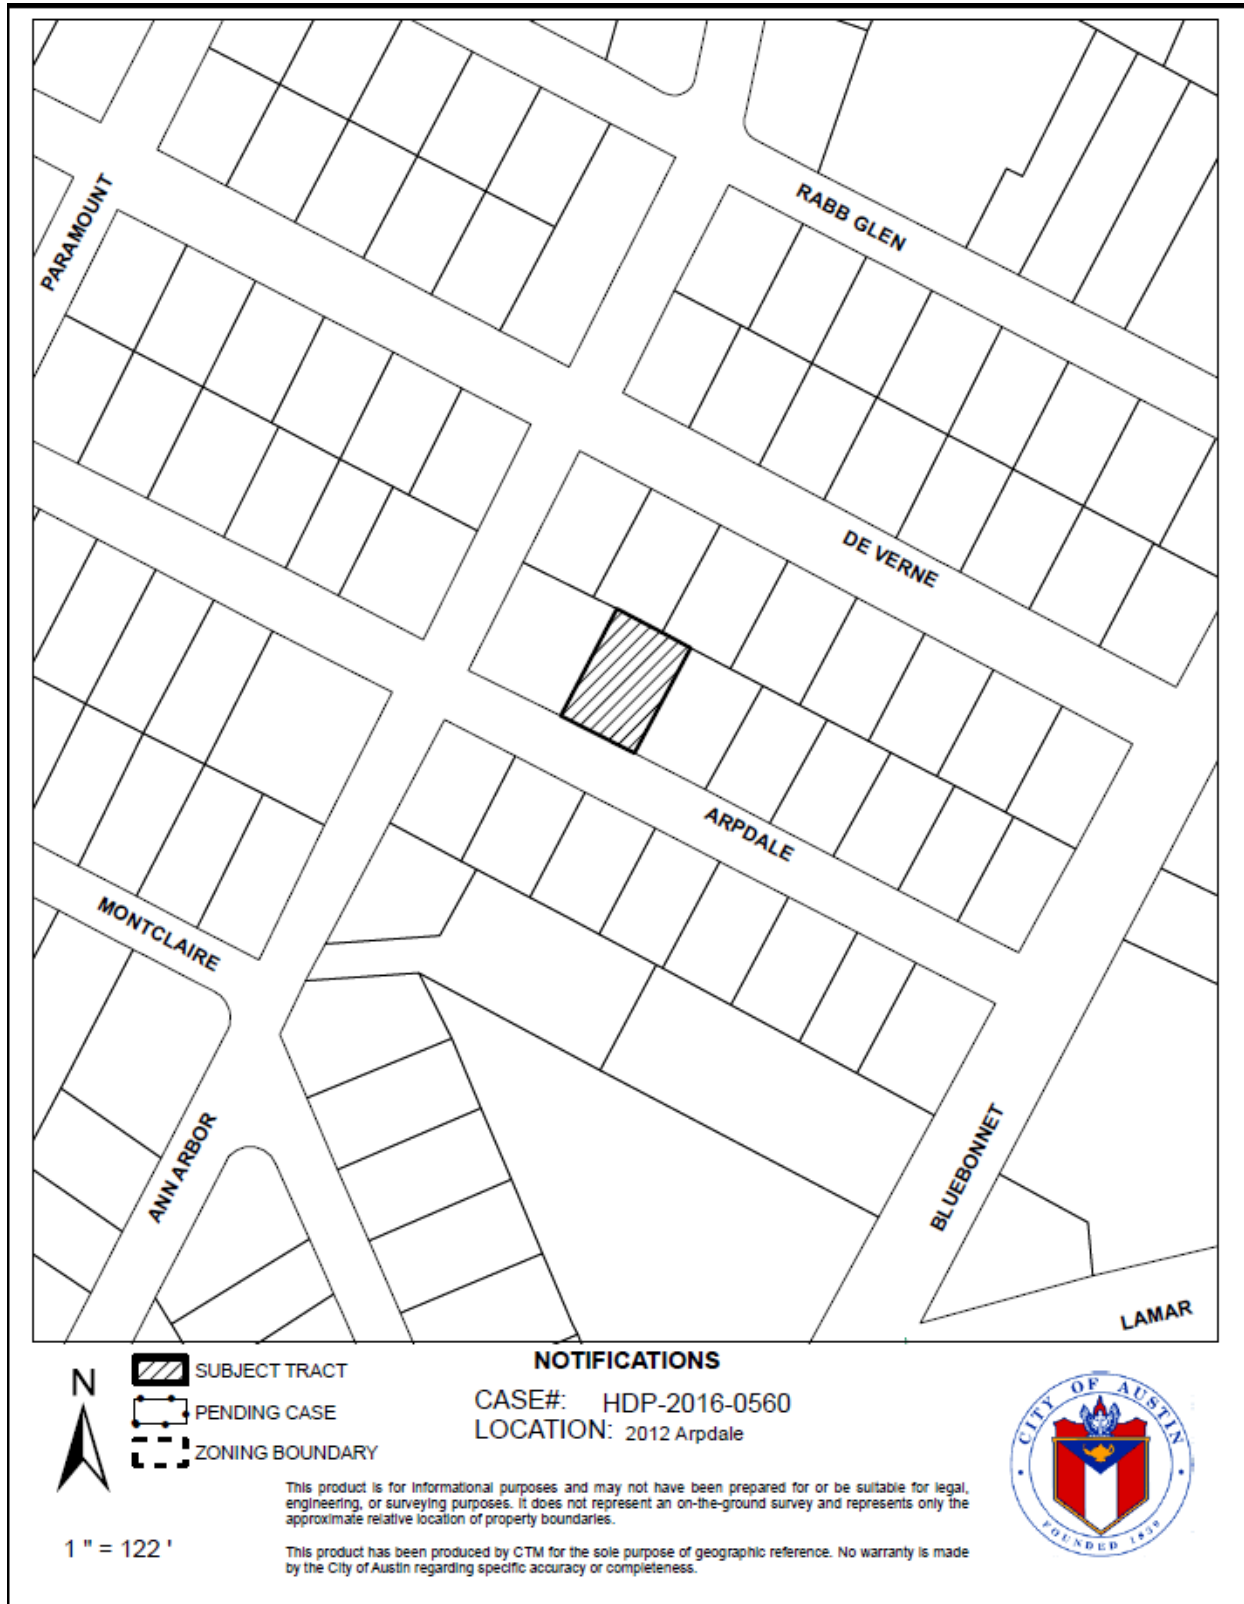 RABB GLEN
PARAMOUNT
DE VERNE
ARPDALE
MONTCLAIRE
ANN ARBOR
BLUEBONNET
LAMAR
N
SUBJECT TRACT
PENDING CASE
ZONING BOUNDARY
1 " = 122 '
NOTIFICATIONS
CASE#: HDP-2016-0560
LOCATION: 2012 Arpdale
This product is for informational purposes and may not have been prepared for or be suitable for legal,
engineering, or surveying purposes. It does not represent an on-the-ground survey and represents only the
approximate relative location of property boundaries.
This product has been produced by CTM for the sole purpose of geographic reference. No warranty is made
by the City of Austin regarding specific accuracy or completeness.
CITY OF AUSTIN
FOUNDED 1839